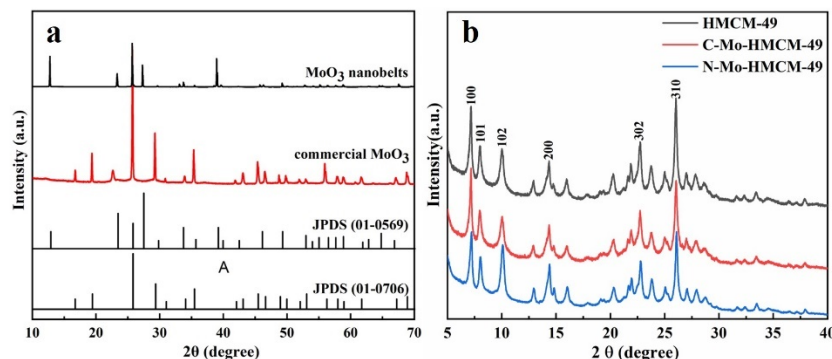 a
MoO₃ nanobelts
commercial MoO₃
JPDS (01-0569)
A
JPDS (01-0706)
Intensity (a.u.)
10 20 30 40 50 60 70
2θ (degree)
b
HMCM-49
C-Mo-HMCM-49
N-Mo-HMCM-49
100
101
102
200
302
310
Intensity(a.u.)
5 10 15 20 25 30 35 40
2 θ (degree)